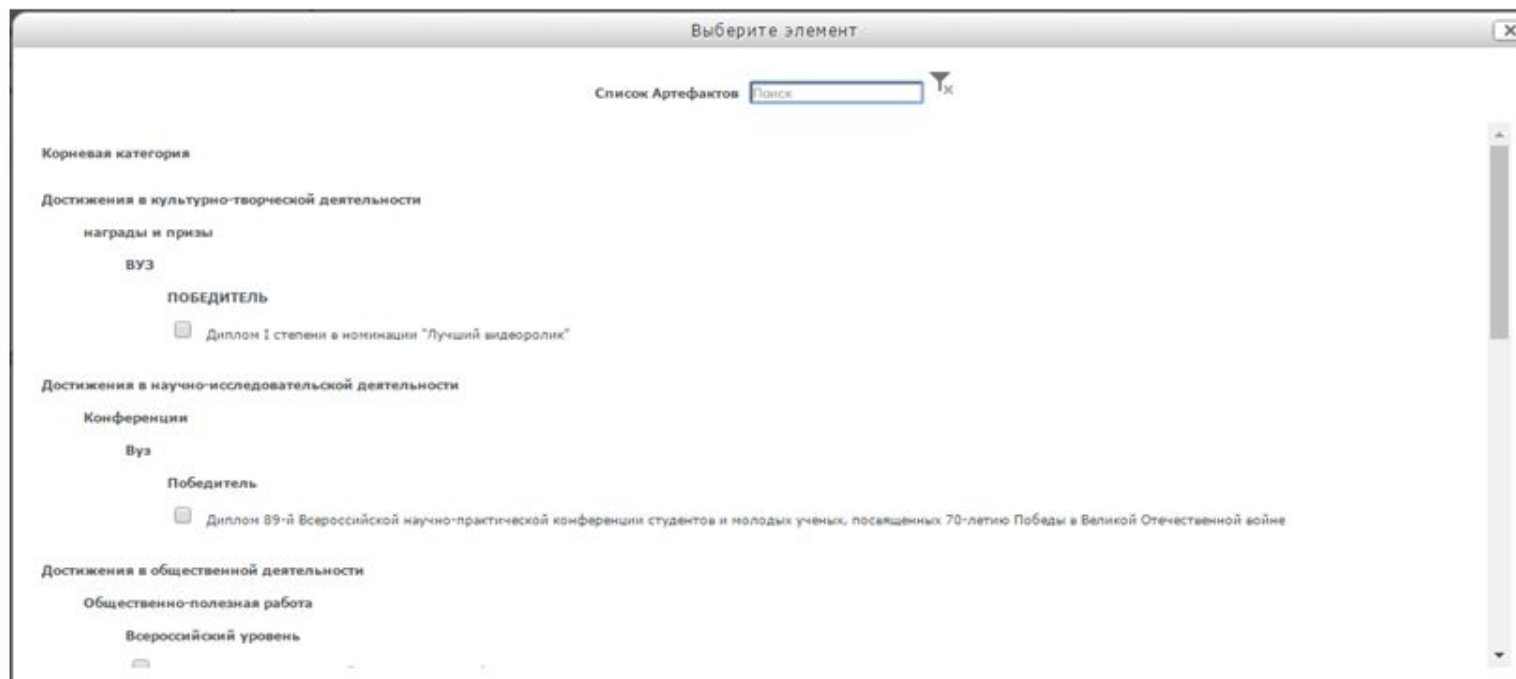 Выберите элемент
Список Артефактов Поиск
Корневая категория
Достижения в культурно-творческой деятельности
награды и призы
ВУЗ
ПОБЕДИТЕЛЬ
Диплом I степени в номинации "Лучший видеоролик"
Достижения в научно-исследовательской деятельности
Конференции
Вуз
Победитель
Диплом 89-й Всероссийской научно-практической конференции студентов и молодых ученых, посвященных 70-летию Победы в Великой Отечественной войне
Достижения в общественной деятельности
Общественно-полезная работа
Всероссийский уровень